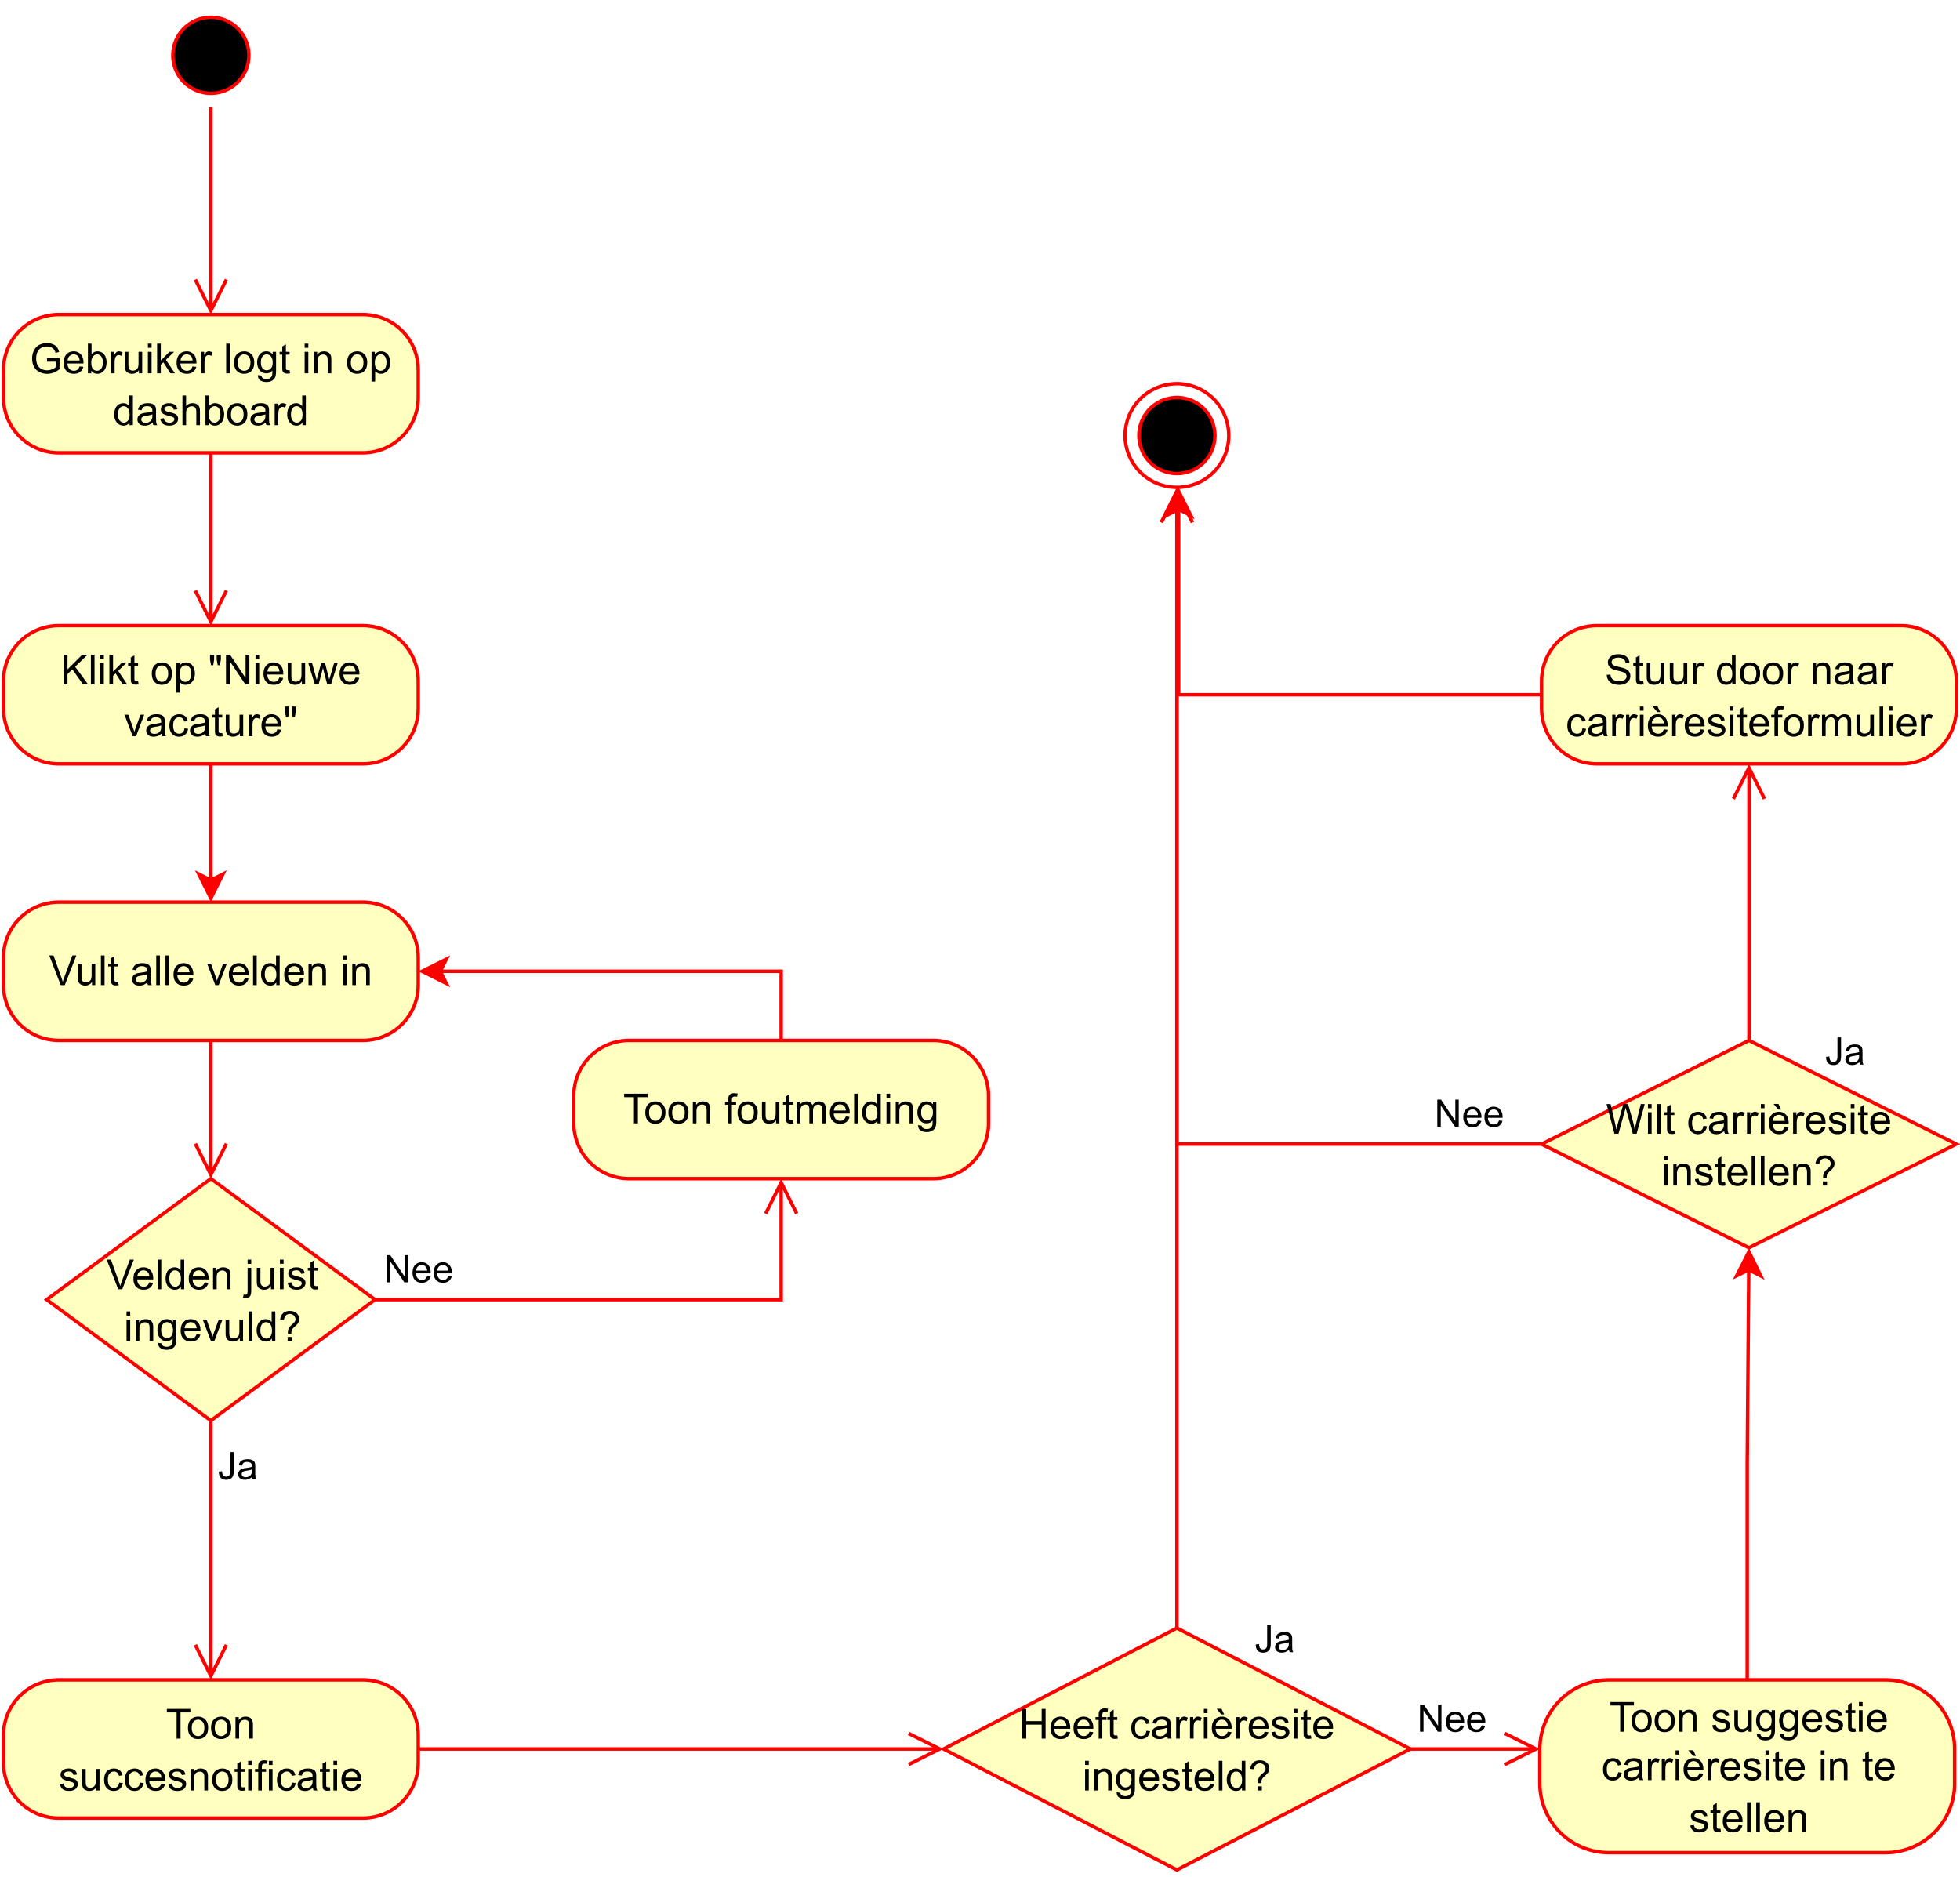 Gebruiker logt in op
dashboard
Klikt op "Nieuwe
vacature"
Vult alle velden in
Toon foutmelding
Velden juist
ingevuld?
Nee
Ja
Toon
succesnotificatie
Heeft carrièresite
ingesteld?
Ja
Nee
Toon suggestie
carrièresite in te
stellen
Wilt carrièresite
instellen?
Nee
Ja
Stuur door naar
carrièresiteformulier